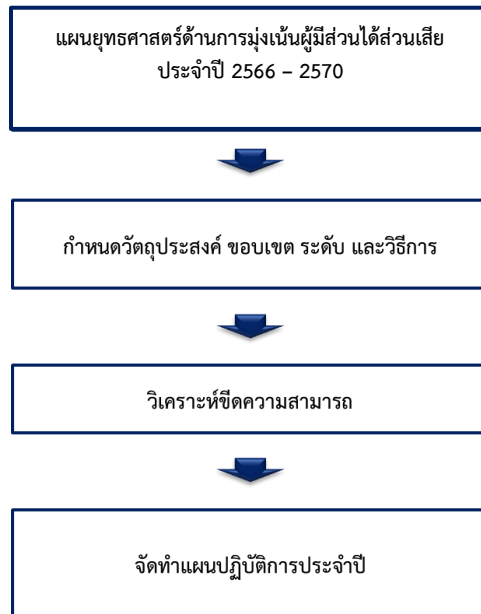 แผนยุทธศาสตร์ด้านการมุ่งเน้นผู้มีส่วนได้ส่วนเสีย
ประจำปี 2566 – 2570
กำหนดวัตถุประสงค์ ขอบเขต ระดับ และวิธีการ
วิเคราะห์ขีดความสามารถ
จัดทำแผนปฏิบัติการประจำปี